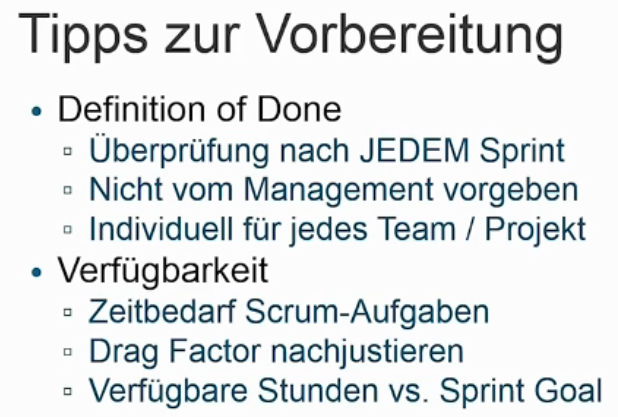 Tipps zur Vorbereitung
• Definition of Done
▫ Überprüfung nach JEDEM Sprint
▫ Nicht vom Management vorgeben
▫ Individuell für jedes Team / Projekt
• Verfügbarkeit
▫ Zeitbedarf Scrum-Aufgaben
▫ Drag Factor nachjustieren
▫ Verfügbare Stunden vs. Sprint Goal